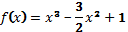 f(x) = x³ − 3/2 x² + 1